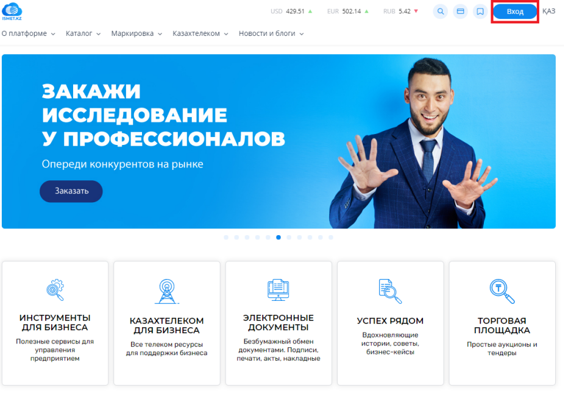 ISMET.KZ
USD 429.51
EUR 502.14
RUB 5.42
Вход
ҚАЗ
О платформе
Каталог
Маркировка
Казахтелеком
Новости и блоги
ЗАКАЖИ
ИССЛЕДОВАНИЕ
У ПРОФЕССИОНАЛОВ
Опереди конкурентов на рынке
Заказать
ИНСТРУМЕНТЫ
ДЛЯ БИЗНЕСА
Полезные сервисы для
управления
предприятием
КАЗАХТЕЛЕКОМ
ДЛЯ БИЗНЕСА
Все телеком ресурсы
для поддержки бизнеса
ЭЛЕКТРОННЫЕ
ДОКУМЕНТЫ
Безбумажный обмен
документами. Подписи,
печати, акты, накладные
УСПЕХ РЯДОМ
Вдохновляющие
истории, советы,
бизнес-кейсы
ТОРГОВАЯ
ПЛОЩАДКА
Простые аукционы и
тендеры